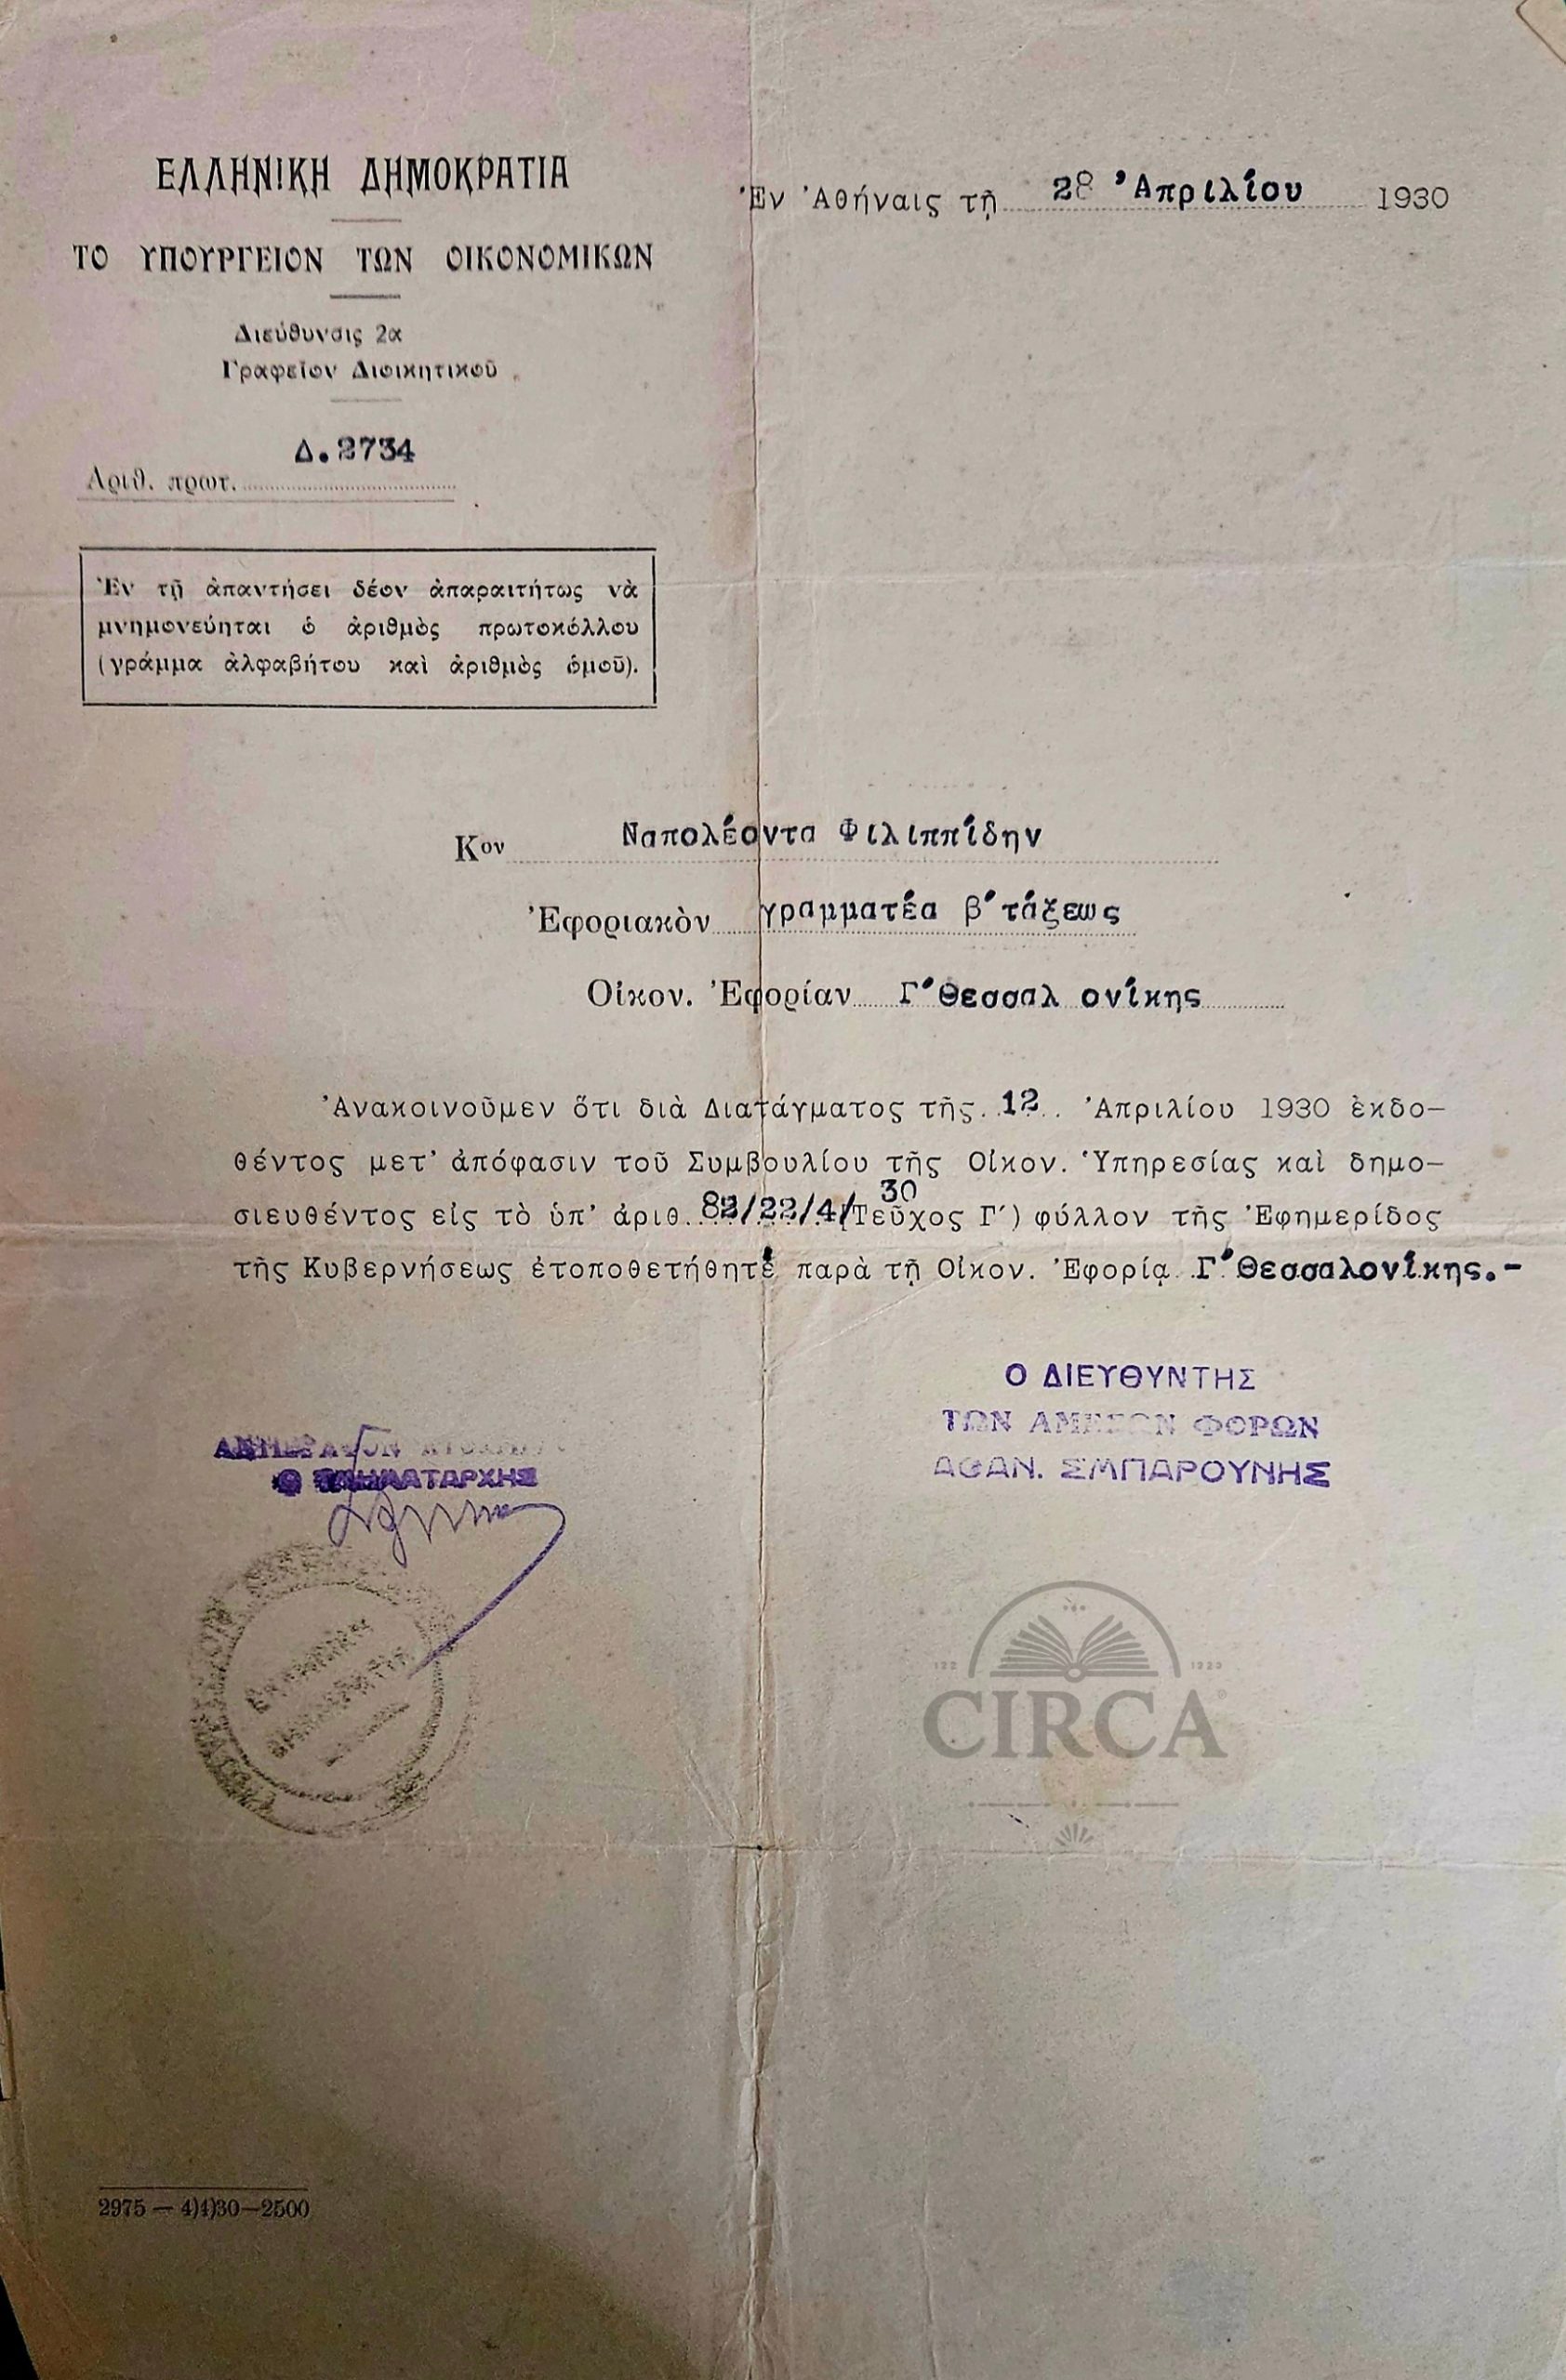 ΕΛΛΗΝΙΚΗ ΔΗΜΟΚΡΑΤΙΑ
ΤΟ ΥΠΟΥΡΓΕΙΟΝ ΤΩΝ ΟΙΚΟΝΟΜΙΚΩΝ
Διεύθυνσις 2α
Γραφεῖον Διοικητικοῦ
Δ.2734
Ἀριθ. πρωτ.
Ἐν Ἀθήναις τῇ 28 Ἀπριλίου 1930
Ἐν τῇ ἀπαντήσει δέον ἀπαραιτήτως νὰ
μνημονεύηται ὁ ἀριθμὸς πρωτοκόλλου
(γράμμα ἀλφαβήτου καὶ ἀριθμὸς ὁμοῦ).
Κον Ναπολέοντα Φιλιππίδην
Ἐφοριακὸν γραμματέα β΄τάξεως
Οἰκον. Ἐφορίαν Γ΄Θεσσαλ ονίκης
Ἀνακοινοῦμεν ὅτι διὰ Διατάγματος τῆς 12 Ἀπριλίου 1930 ἐκδο-
θέντος μετ' ἀπόφασιν τοῦ Συμβουλίου τῆς Οἰκον. Ὑπηρεσίας καὶ δημο-
σιευθέντος εἰς τὸ ὑπ' ἀριθ. 82/22/4/30 (Τεῦχος Γ΄) φύλλον τῆς Ἐφημερίδος
τῆς Κυβερνήσεως ἐτοποθετήθητέ παρὰ τῇ Οἰκον. Ἐφορίᾳ Γ΄Θεσσαλονίκης.-
Ο ΔΙΕΥΘΥΝΤΗΣ
ΤΩΝ ΑΜΕΣΩΝ ΦΟΡΩΝ
ΑΘΑΝ. ΣΜΠΑΡΟΥΝΗΣ
Ο ΤΜΗΜΑΤΑΡΧΗΣ
ΕΛΛΗΝΙΚΗ
ΔΗΜΟΚΡΑΤΙΑ
CIRCA
2975 — 4)4)30—2500